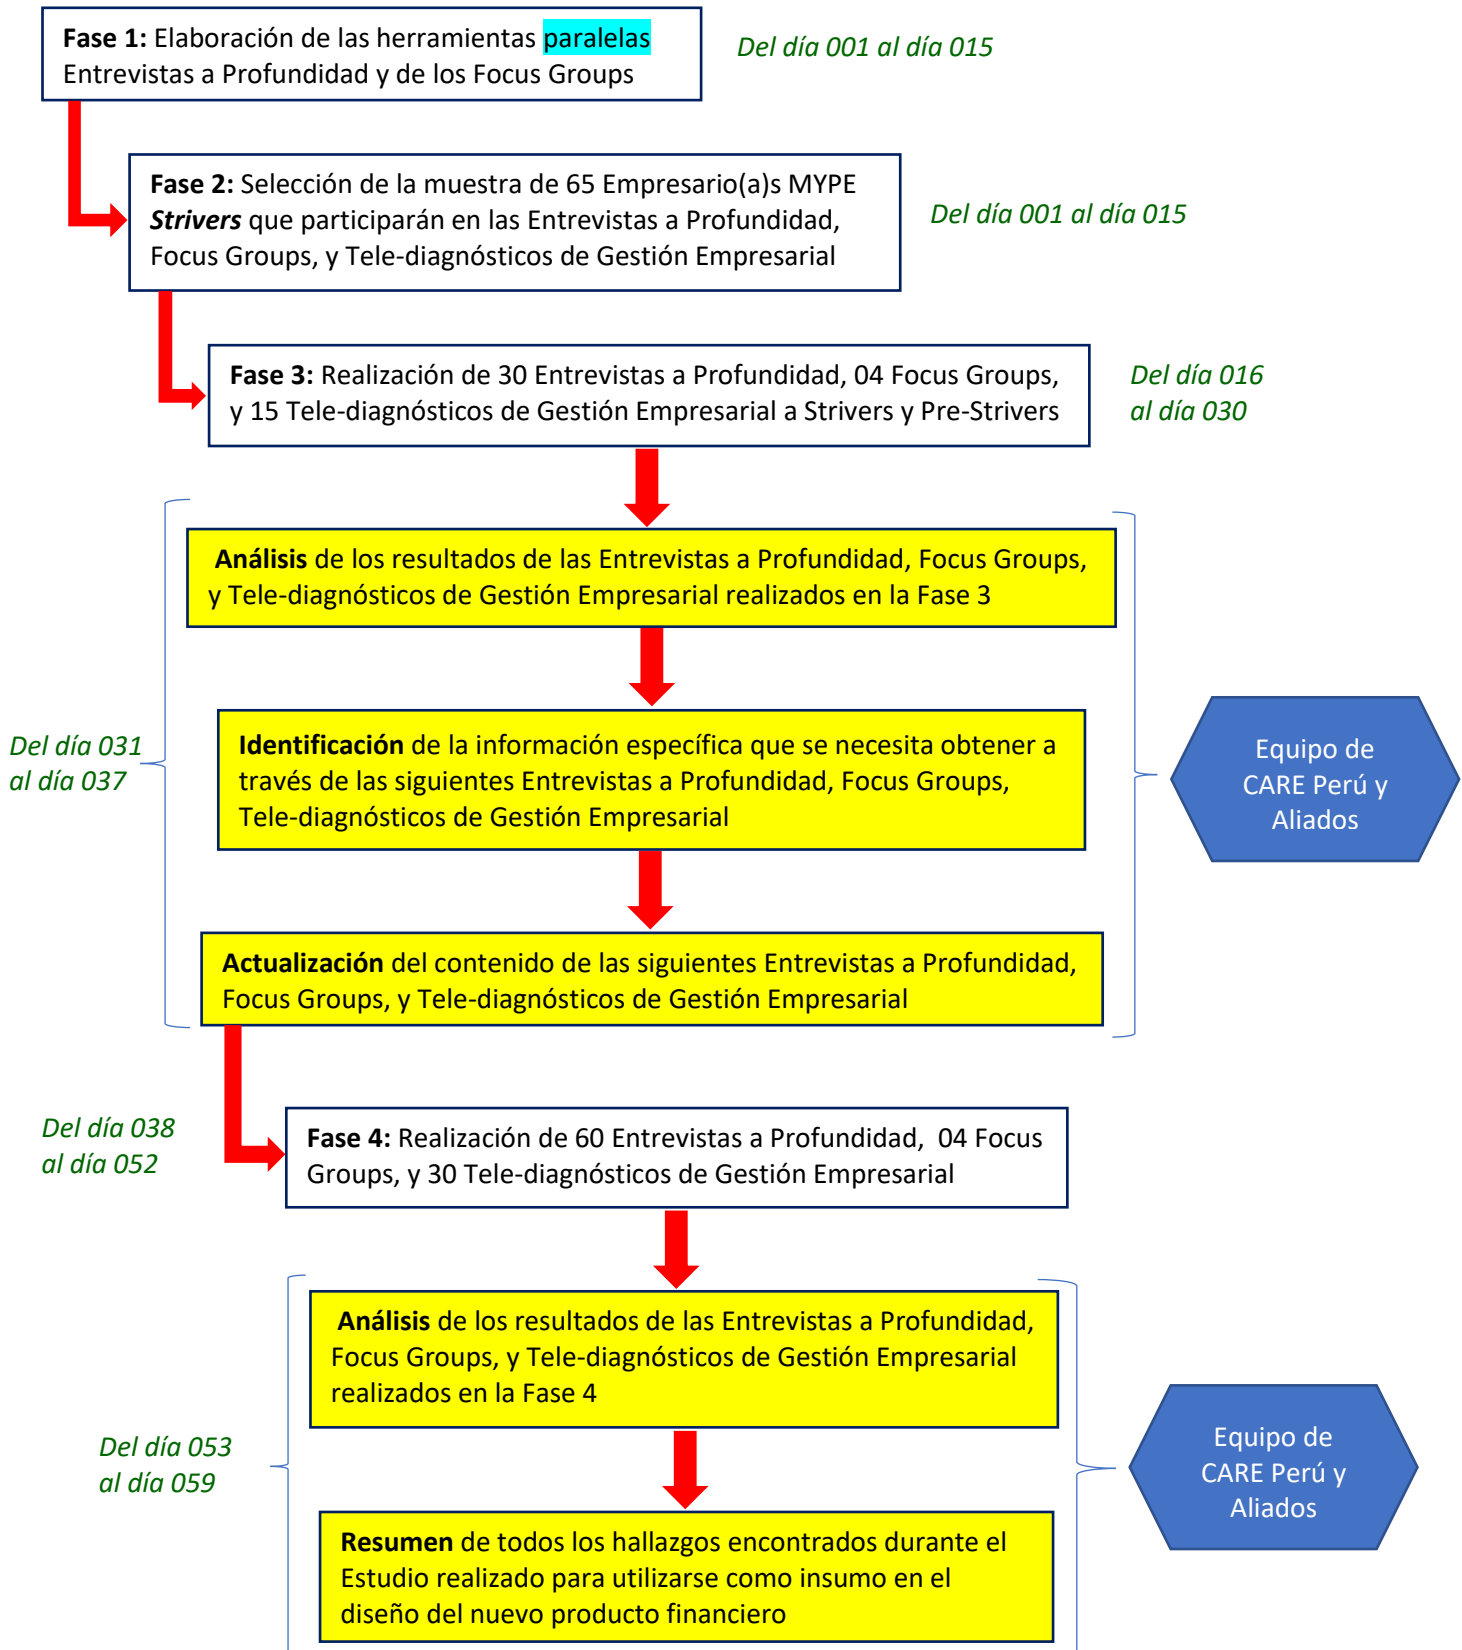 Fase 1: Elaboración de las herramientas paralelas
Entrevistas a Profundidad y de los Focus Groups
Del día 001 al día 015
Fase 2: Selección de la muestra de 65 Empresario(a)s MYPE
Strivers que participarán en las Entrevistas a Profundidad,
Focus Groups, y Tele-diagnósticos de Gestión Empresarial
Del día 001 al día 015
Fase 3: Realización de 30 Entrevistas a Profundidad, 04 Focus Groups,
y 15 Tele-diagnósticos de Gestión Empresarial a Strivers y Pre-Strivers
Del día 016
al día 030
Análisis de los resultados de las Entrevistas a Profundidad, Focus Groups,
y Tele-diagnósticos de Gestión Empresarial realizados en la Fase 3
Del día 031
al día 037
Identificación de la información específica que se necesita obtener a
través de las siguientes Entrevistas a Profundidad, Focus Groups,
Tele-diagnósticos de Gestión Empresarial
Equipo de
CARE Perú y
Aliados
Actualización del contenido de las siguientes Entrevistas a Profundidad,
Focus Groups, y Tele-diagnósticos de Gestión Empresarial
Del día 038
al día 052
Fase 4: Realización de 60 Entrevistas a Profundidad, 04 Focus
Groups, y 30 Tele-diagnósticos de Gestión Empresarial
Análisis de los resultados de las Entrevistas a Profundidad,
Focus Groups, y Tele-diagnósticos de Gestión Empresarial
realizados en la Fase 4
Del día 053
al día 059
Equipo de
CARE Perú y
Aliados
Resumen de todos los hallazgos encontrados durante el
Estudio realizado para utilizarse como insumo en el
diseño del nuevo producto financiero